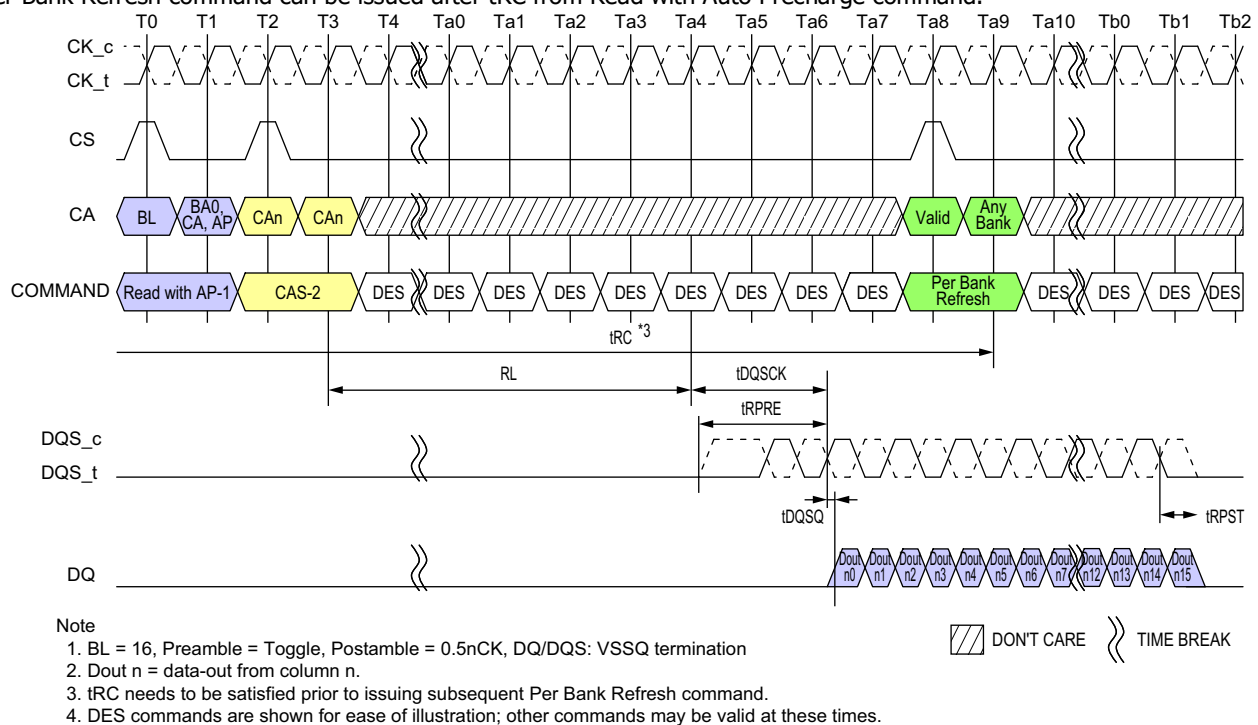 er Bank Refresh command can be issued after tRC from Read with Auto Precharge command.
T0 T1 T2 T3 T4 Ta0 Ta1 Ta2 Ta3 Ta4 Ta5 Ta6 Ta7 Ta8 Ta9 Ta10 Tb0 Tb1 Tb2
CK_c
CK_t
CS
CA BL BA0, CA, AP CAn CAn Valid Any Bank
COMMAND Read with AP-1 CAS-2 DES DES DES DES DES DES DES DES DES Per Bank Refresh DES DES DES DES
tRC *3
RL tDQSCK
tRPRE
DQS_c
DQS_t
tDQSQ tRPST
DQ Dout n0 Dout n1 Dout n2 Dout n3 Dout n4 Dout n5 Dout n6 Dout n7 Dout n12 Dout n13 Dout n14 Dout n15
Note
1. BL = 16, Preamble = Toggle, Postamble = 0.5nCK, DQ/DQS: VSSQ termination
2. Dout n = data-out from column n.
3. tRC needs to be satisfied prior to issuing subsequent Per Bank Refresh command.
4. DES commands are shown for ease of illustration; other commands may be valid at these times.
DON'T CARE TIME BREAK